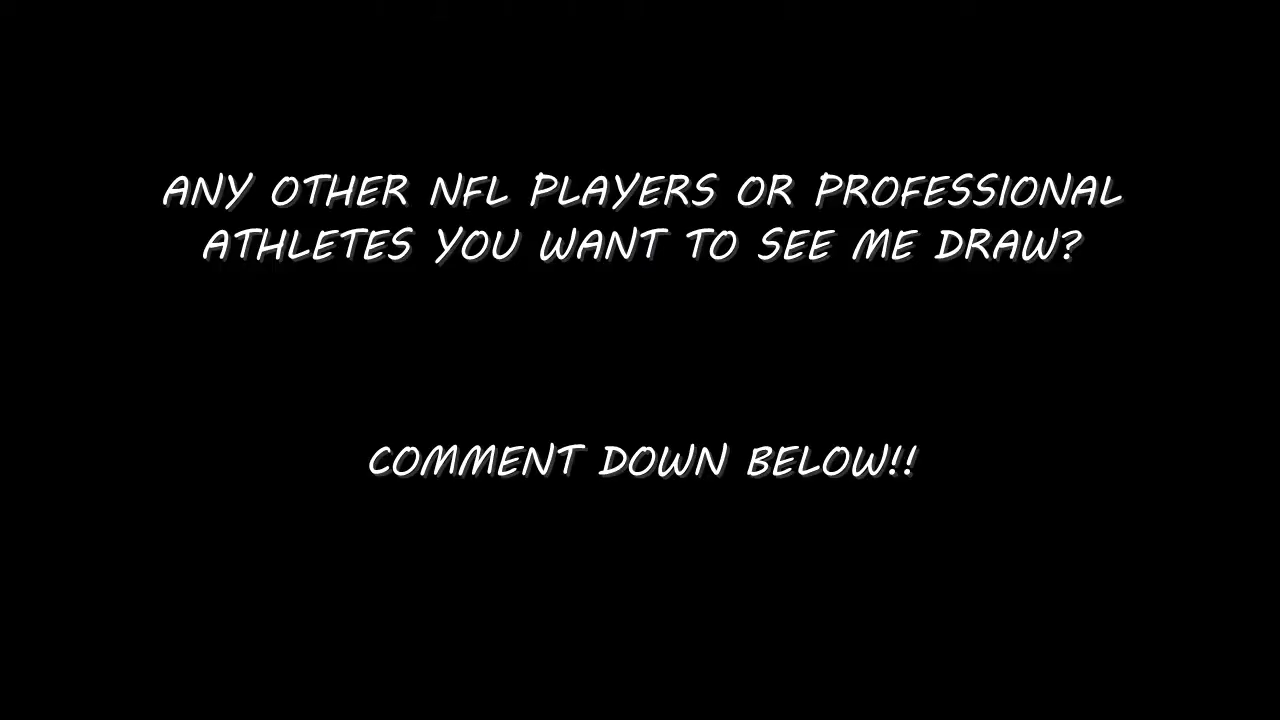 ANY OTHER NFL PLAYERS OR PROFESSIONAL
ATHLETES YOU WANT TO SEE ME DRAW?
COMMENT DOWN BELOW!!